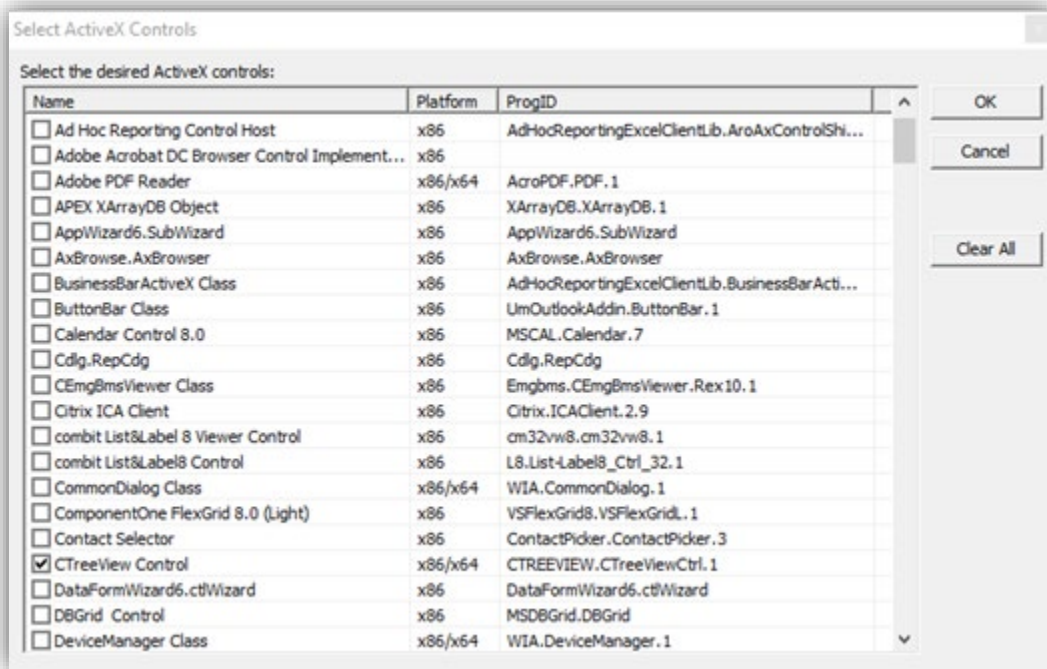 Select ActiveX Controls
Select the desired ActiveX controls:
Name Platform ProgID
Ad Hoc Reporting Control Host x86 AdHocReportingExcelClientLib.AroAxControlShi...
Adobe Acrobat DC Browser Control Implement... x86
Adobe PDF Reader x86/x64 AcroPDF.PDF.1
APEX XArrayDB Object x86 XArrayDB.XArrayDB.1
AppWizard6.SubWizard x86 AppWizard6.SubWizard
AxBrowse.AxBrowser x86 AxBrowse.AxBrowser
BusinessBarActiveX Class x86 AdHocReportingExcelClientLib.BusinessBarActi...
ButtonBar Class x86 UmOutlookAddin.ButtonBar.1
Calendar Control 8.0 x86 MSCAL.Calendar.7
Cdlg.RepCdg x86 Cdlg.RepCdg
CEmgBmsViewer Class x86 Emgbms.CEmgBmsViewer.Rex10.1
Citrix ICA Client x86 Citrix.ICAClient.2.9
combit List&Label 8 Viewer Control x86 cm32vw8.cm32vw8.1
combit List&Label8 Control x86 L8.List-Label8_Ctrl_32.1
CommonDialog Class x86/x64 WIA.CommonDialog.1
ComponentOne FlexGrid 8.0 (Light) x86 VSFlexGrid8.VSFlexGridL.1
Contact Selector x86 ContactPicker.ContactPicker.3
CTreeView Control x86/x64 CTREEVIEW.CTreeViewCtrl.1
DataFormWizard6.ctlWizard x86 DataFormWizard6.ctlWizard
DBGrid Control x86 MSDBGrid.DBGrid
DeviceManager Class x86/x64 WIA.DeviceManager.1
OK
Cancel
Clear All